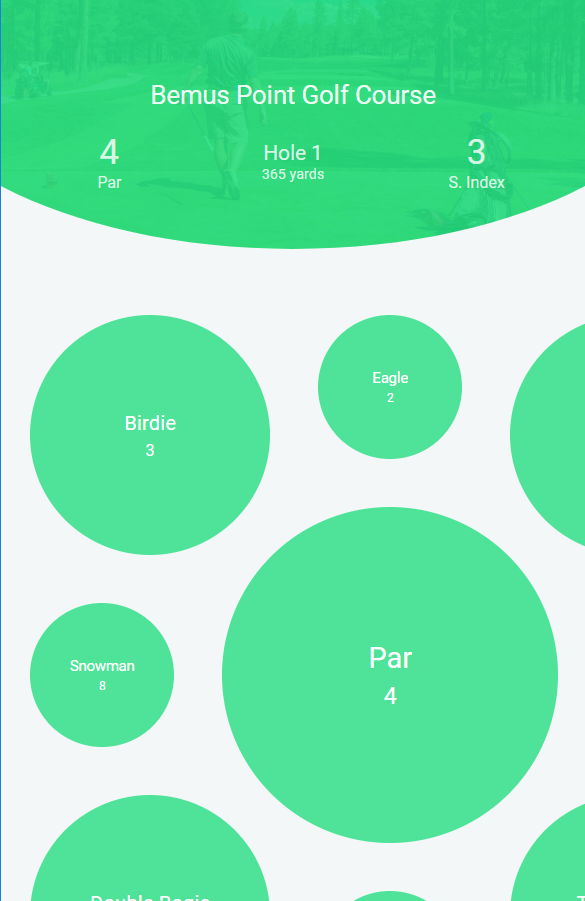 Bemus Point Golf Course
4
Par
Hole 1
365 yards
3
S. Index
Birdie
3
Eagle
2
Par
4
Snowman
8
Double Bogie